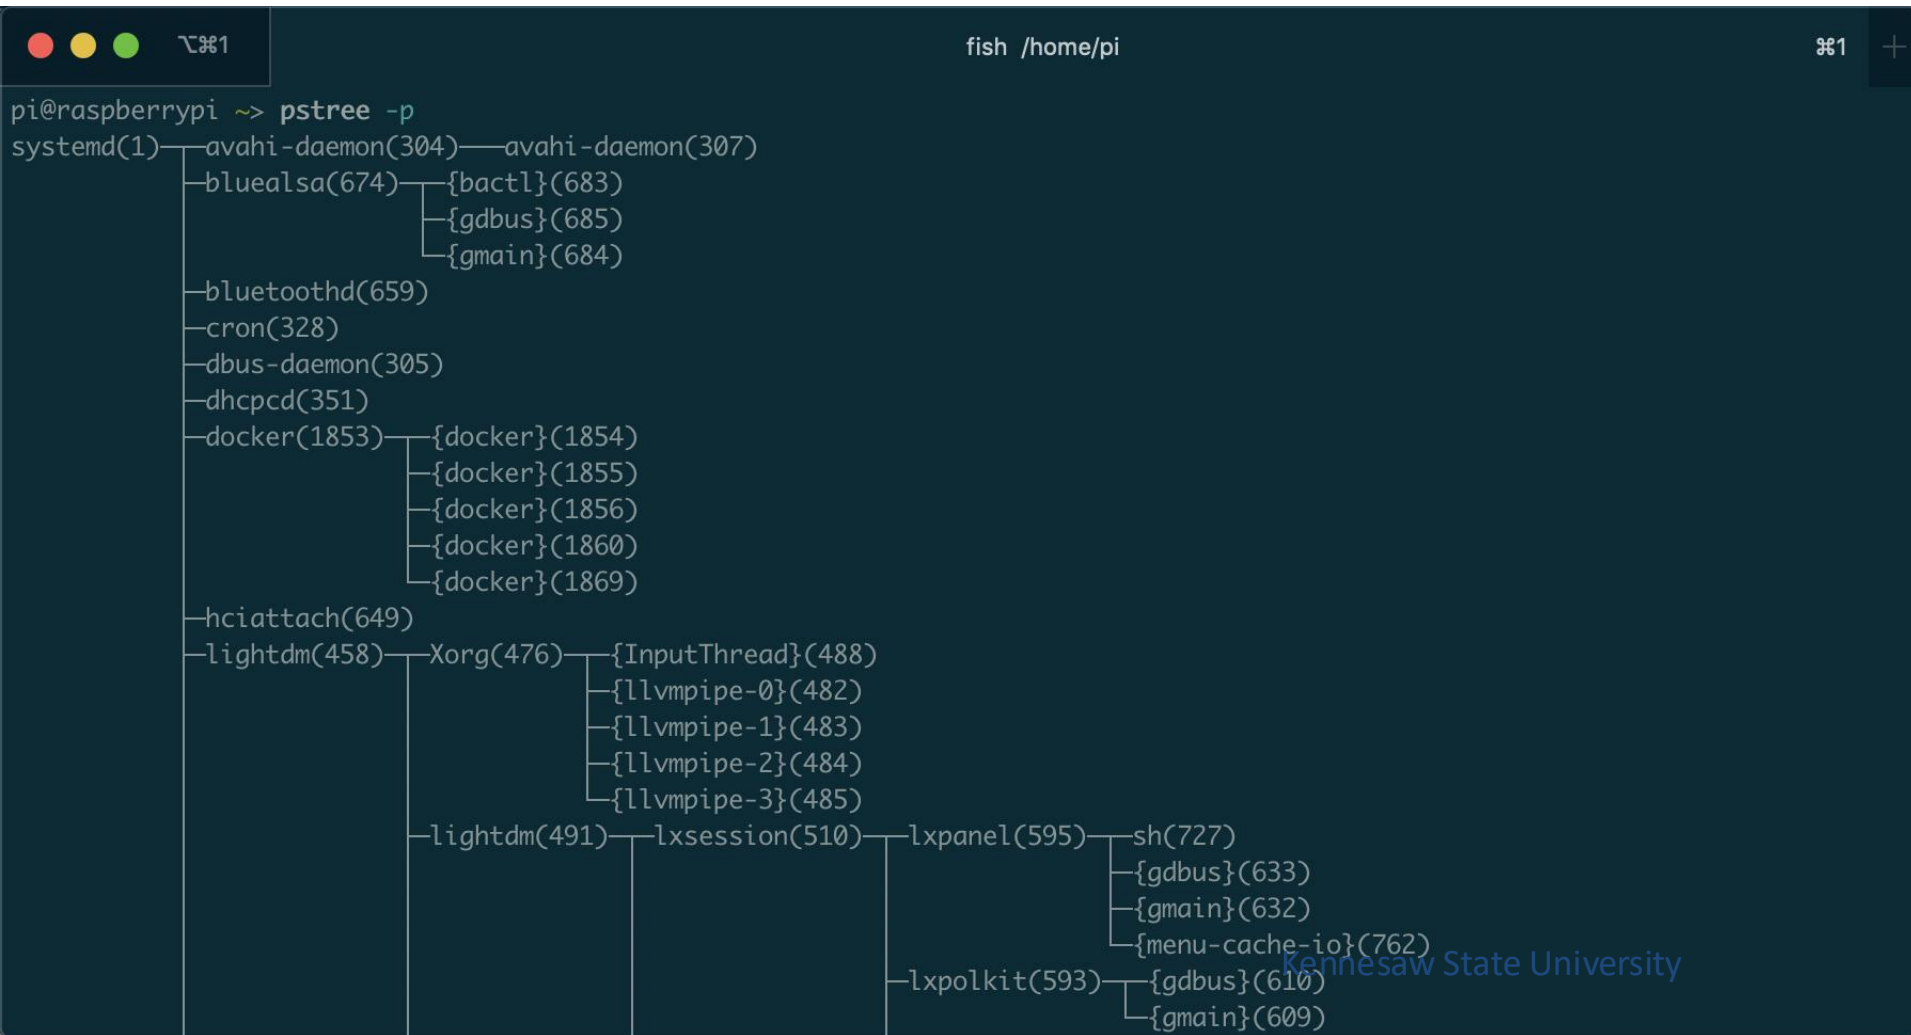 ⌥⌘1 fish /home/pi ⌘1 +
pi@raspberrypi ~> pstree -p
systemd(1)─┬─avahi-daemon(304)───avahi-daemon(307)
           ├─bluealsa(674)─┬─{bactl}(683)
           │               ├─{gdbus}(685)
           │               └─{gmain}(684)
           ├─bluetoothd(659)
           ├─cron(328)
           ├─dbus-daemon(305)
           ├─dhcpcd(351)
           ├─docker(1853)─┬─{docker}(1854)
           │              ├─{docker}(1855)
           │              ├─{docker}(1856)
           │              ├─{docker}(1860)
           │              └─{docker}(1869)
           ├─hciattach(649)
           ├─lightdm(458)─┬─Xorg(476)─┬─{InputThread}(488)
           │              │           ├─{llvmpipe-0}(482)
           │              │           ├─{llvmpipe-1}(483)
           │              │           ├─{llvmpipe-2}(484)
           │              │           └─{llvmpipe-3}(485)
           │              ├─lightdm(491)─┬─lxsession(510)─┬─lxpanel(595)─┬─sh(727)
           │              │              │                │              ├─{gdbus}(633)
           │              │              │                │              ├─{gmain}(632)
           │              │              │                │              └─{menu-cache-io}(762)
Kennesaw State University
           │              │              │                ├─lxpolkit(593)─┬─{gdbus}(610)
           │              │              │                │               └─{gmain}(609)